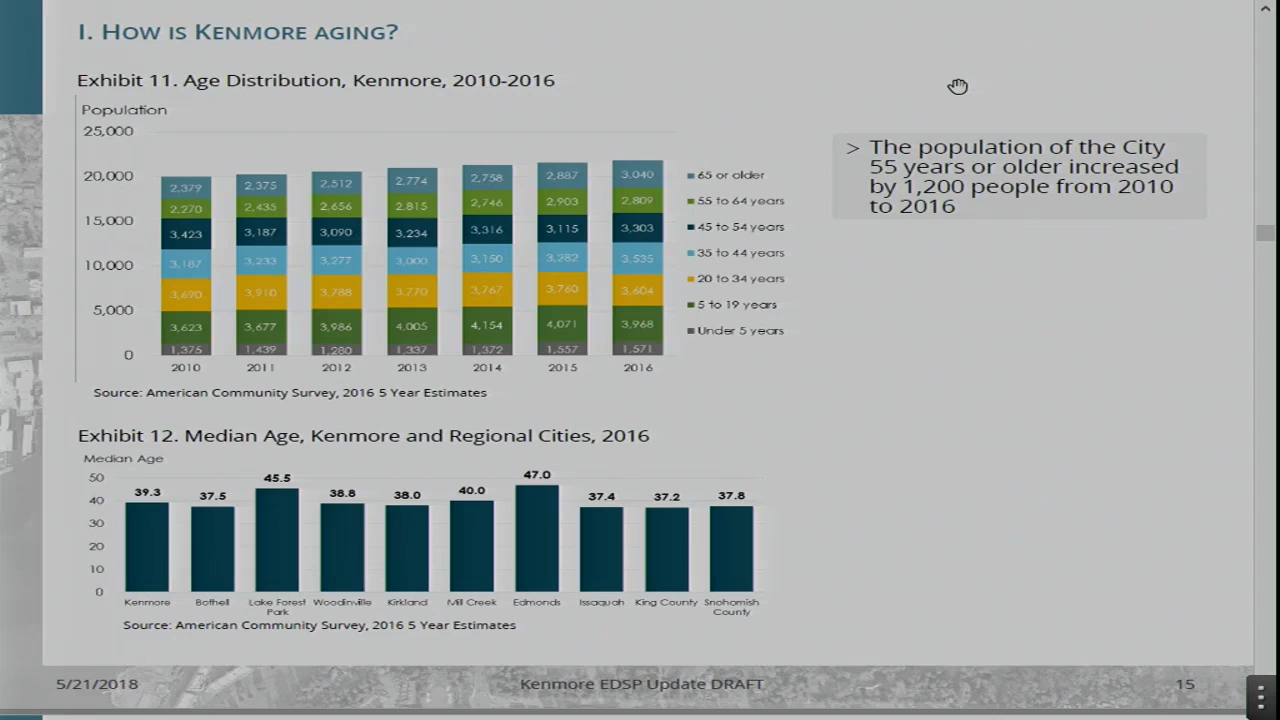 I. HOW IS KENMORE AGING?
Exhibit 11. Age Distribution, Kenmore, 2010-2016
Population
25,000
20,000
15,000
10,000
5,000
0
2,379 2,375 2,512 2,774 2,758 2,887 3,040
2,270 2,435 2,656 2,815 2,746 2,903 2,809
3,423 3,187 3,090 3,234 3,316 3,115 3,303
3,187 3,233 3,277 3,000 3,150 3,282 3,535
3,690 3,910 3,788 3,770 3,767 3,760 3,604
3,623 3,677 3,986 4,005 4,154 4,071 3,968
1,375 1,439 1,280 1,337 1,372 1,557 1,571
2010 2011 2012 2013 2014 2015 2016
65 or older
55 to 64 years
45 to 54 years
35 to 44 years
20 to 34 years
5 to 19 years
Under 5 years
Source: American Community Survey, 2016 5 Year Estimates
> The population of the City
55 years or older increased
by 1,200 people from 2010
to 2016
Exhibit 12. Median Age, Kenmore and Regional Cities, 2016
Median Age
50
40
30
20
10
0
39.3 37.5 45.5 38.8 38.0 40.0 47.0 37.4 37.2 37.8
Kenmore Bothell Lake Forest Woodinville Kirkland Mill Creek Edmonds Issaquah King County Snohomish
Park County
Source: American Community Survey, 2016 5 Year Estimates
5/21/2018 Kenmore EDSP Update DRAFT 15